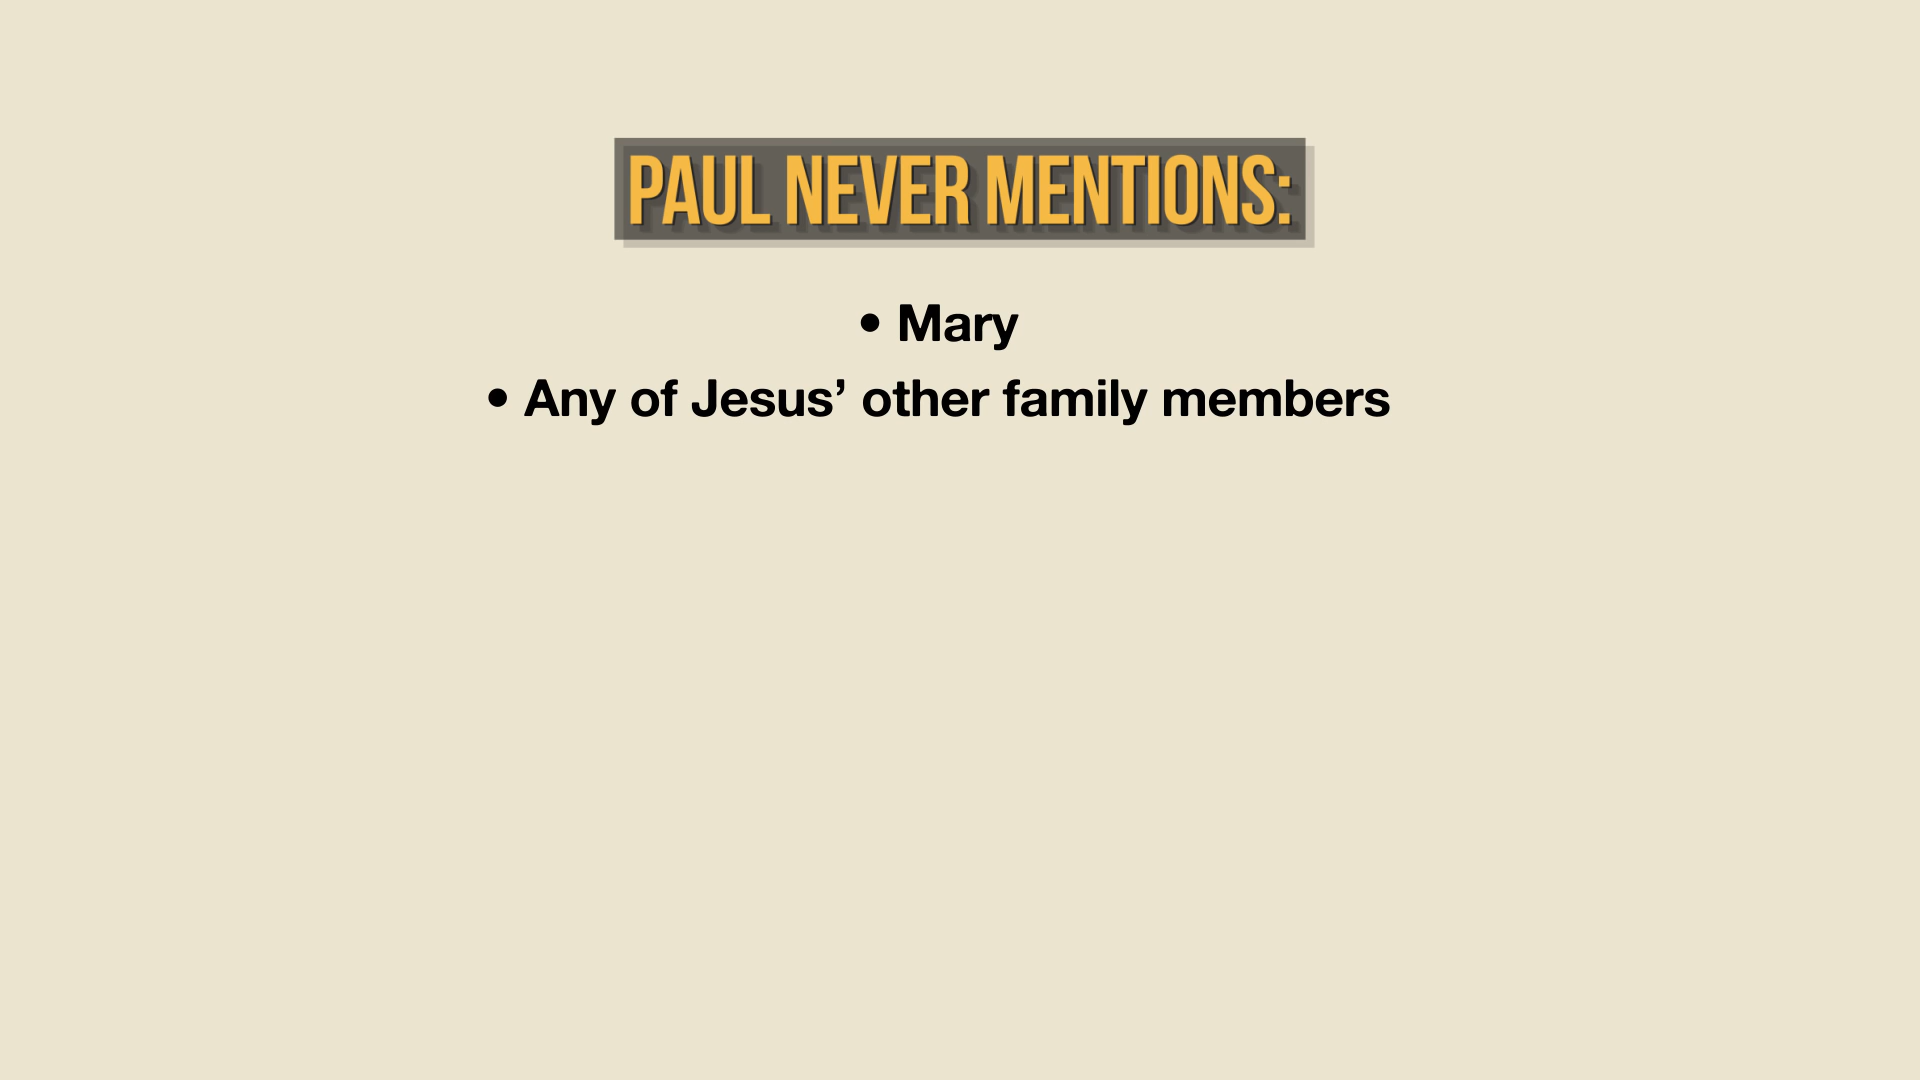 PAUL NEVER MENTIONS:
• Mary
• Any of Jesus’ other family members